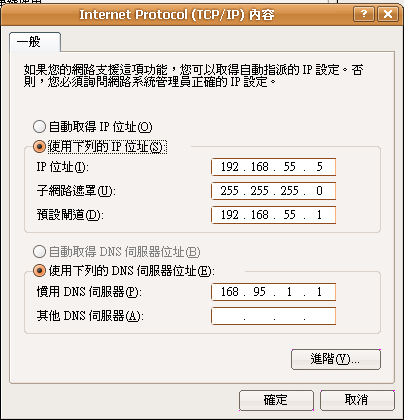 Internet Protocol (TCP/IP) 內容
一般
如果您的網路支援這項功能，您可以取得自動指派的 IP 設定。否
則，您必須詢問網路系統管理員正確的 IP 設定。
自動取得 IP 位址(O)
使用下列的 IP 位址(S)
IP 位址(I): 192 . 168 . 55 . 5
子網路遮罩(U): 255 . 255 . 255 . 0
預設閘道(D): 192 . 168 . 55 . 1
自動取得 DNS 伺服器位址(B)
使用下列的 DNS 伺服器位址(E):
慣用 DNS 伺服器(P): 168 . 95 . 1 . 1
其他 DNS 伺服器(A): . . .
進階(V)...
確定 取消